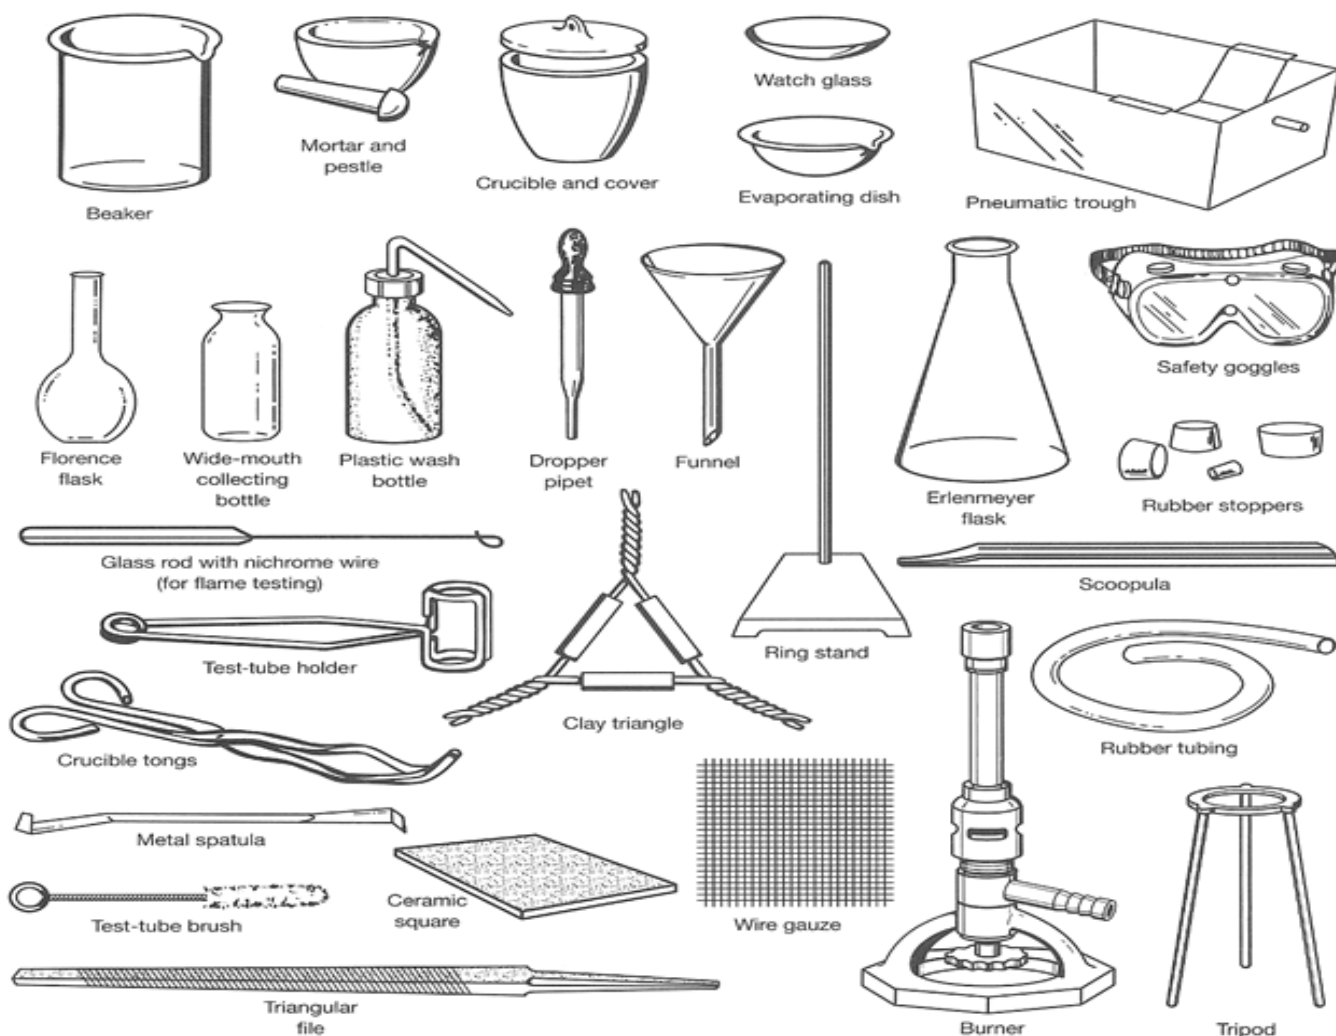 Beaker
Mortar and
pestle
Crucible and cover
Watch glass
Evaporating dish
Pneumatic trough
Florence
flask
Wide-mouth
collecting
bottle
Plastic wash
bottle
Dropper
pipet
Funnel
Ring stand
Erlenmeyer
flask
Safety goggles
Rubber stoppers
Glass rod with nichrome wire
(for flame testing)
Scoopula
Test-tube holder
Clay triangle
Rubber tubing
Crucible tongs
Metal spatula
Ceramic
square
Wire gauze
Test-tube brush
Triangular
file
Burner
Tripod